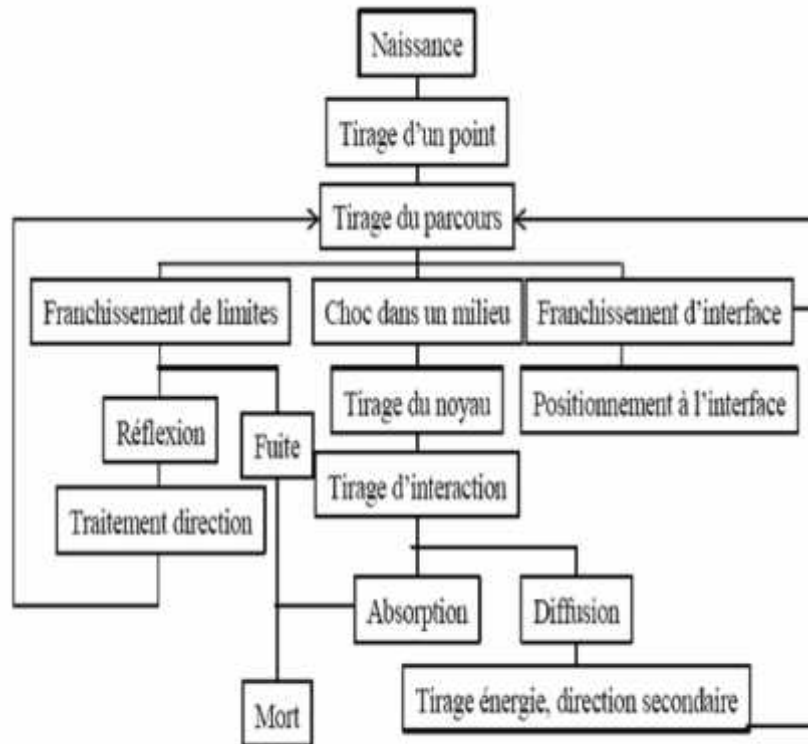 Naissance
Tirage d'un point
Tirage du parcours
Franchissement de limites
Choc dans un milieu
Franchissement d'interface
Tirage du noyau
Positionnement à l'interface
Réflexion
Fuite
Tirage d'interaction
Traitement direction
Absorption
Diffusion
Mort
Tirage énergie, direction secondaire